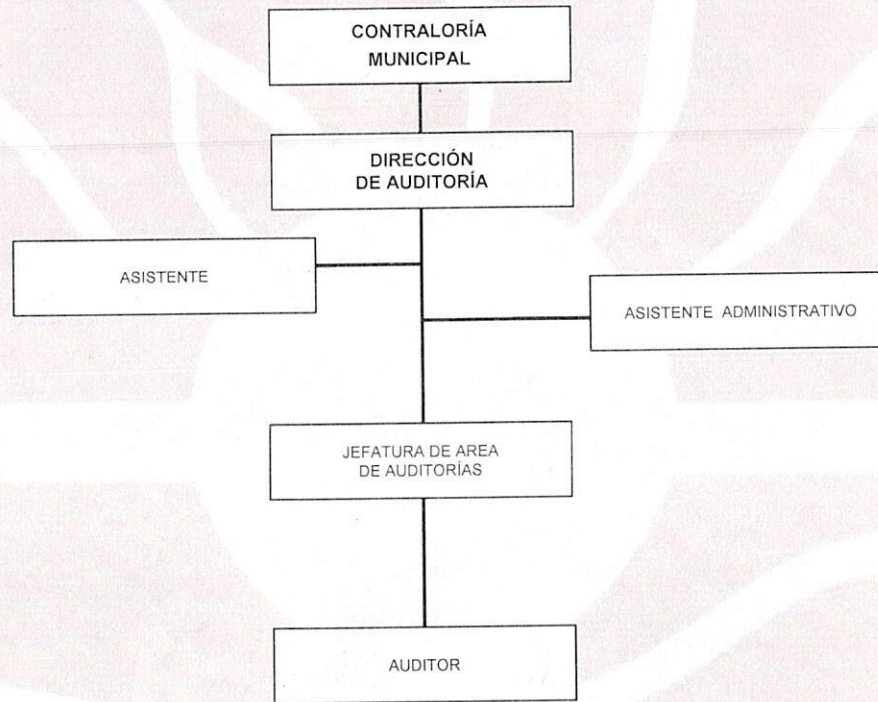 CONTRALORÍA
MUNICIPAL
DIRECCIÓN
DE AUDITORÍA
ASISTENTE
ASISTENTE ADMINISTRATIVO
JEFATURA DE AREA
DE AUDITORÍAS
AUDITOR